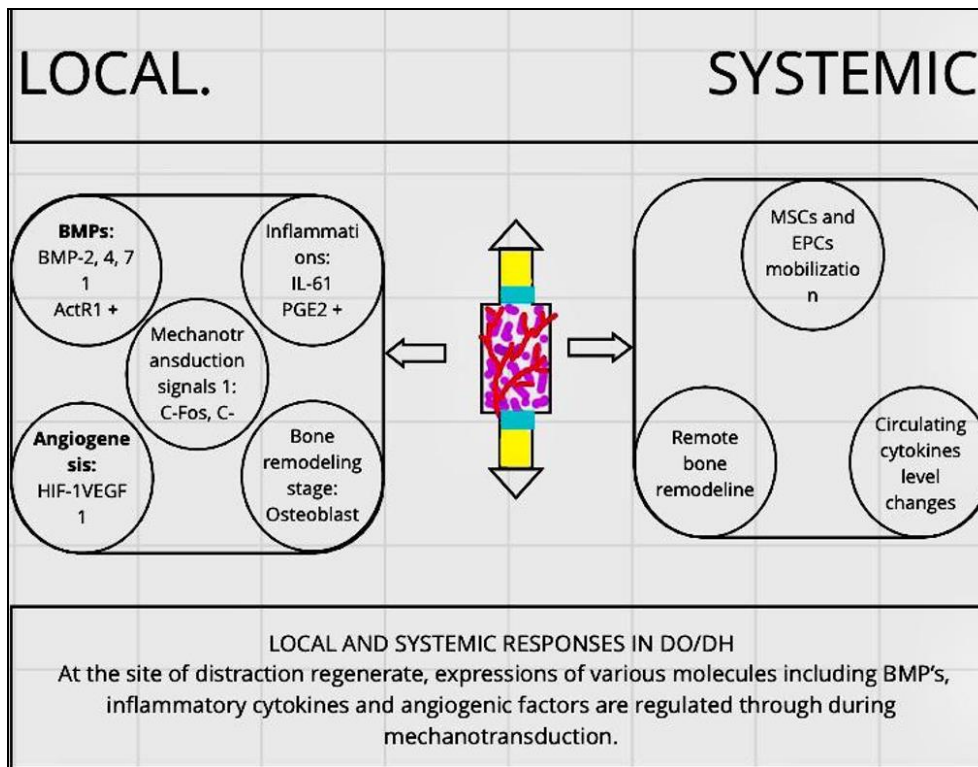 LOCAL.
SYSTEMIC
BMPs:
BMP-2, 4, 7
1
ActR1 +
Inflammati
ons:
IL-61
PGE2 +
Mechanotr
ansduction
signals 1:
C-Fos, C-
Angiogene
sis:
HIF-1VEGF
1
Bone
remodeling
stage:
Osteoblast
MSCs and
EPCs
mobilizatio
n
Remote
bone
remodeline
Circulating
cytokines
level
changes
LOCAL AND SYSTEMIC RESPONSES IN DO/DH
At the site of distraction regenerate, expressions of various molecules including BMP's,
inflammatory cytokines and angiogenic factors are regulated through during
mechanotransduction.